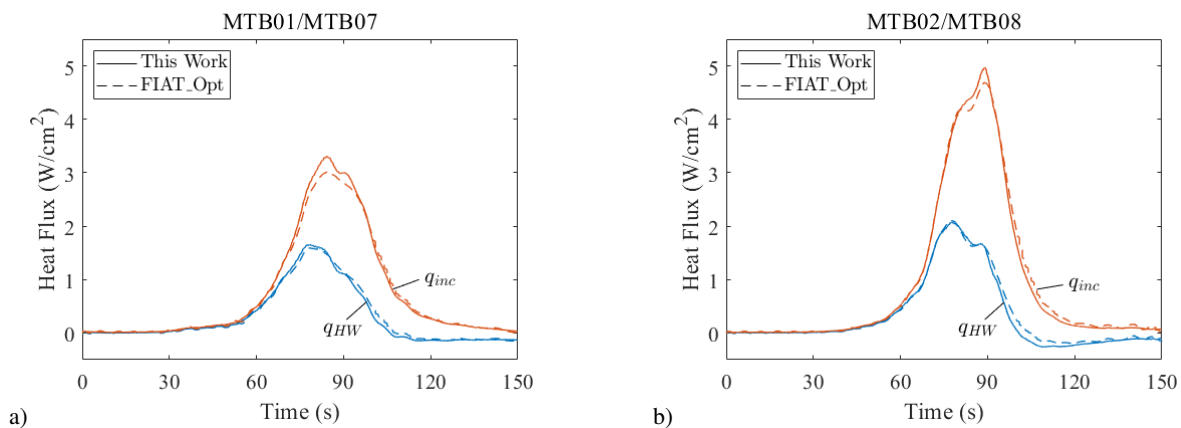 MTB01/MTB07
This Work
FIAT_Opt
Heat Flux (W/cm²)
5
4
3
2
1
0
q_inc
q_HW
0 30 60 90 120 150
Time (s)
a)
MTB02/MTB08
This Work
FIAT_Opt
Heat Flux (W/cm²)
5
4
3
2
1
0
q_inc
q_HW
0 30 60 90 120 150
Time (s)
b)